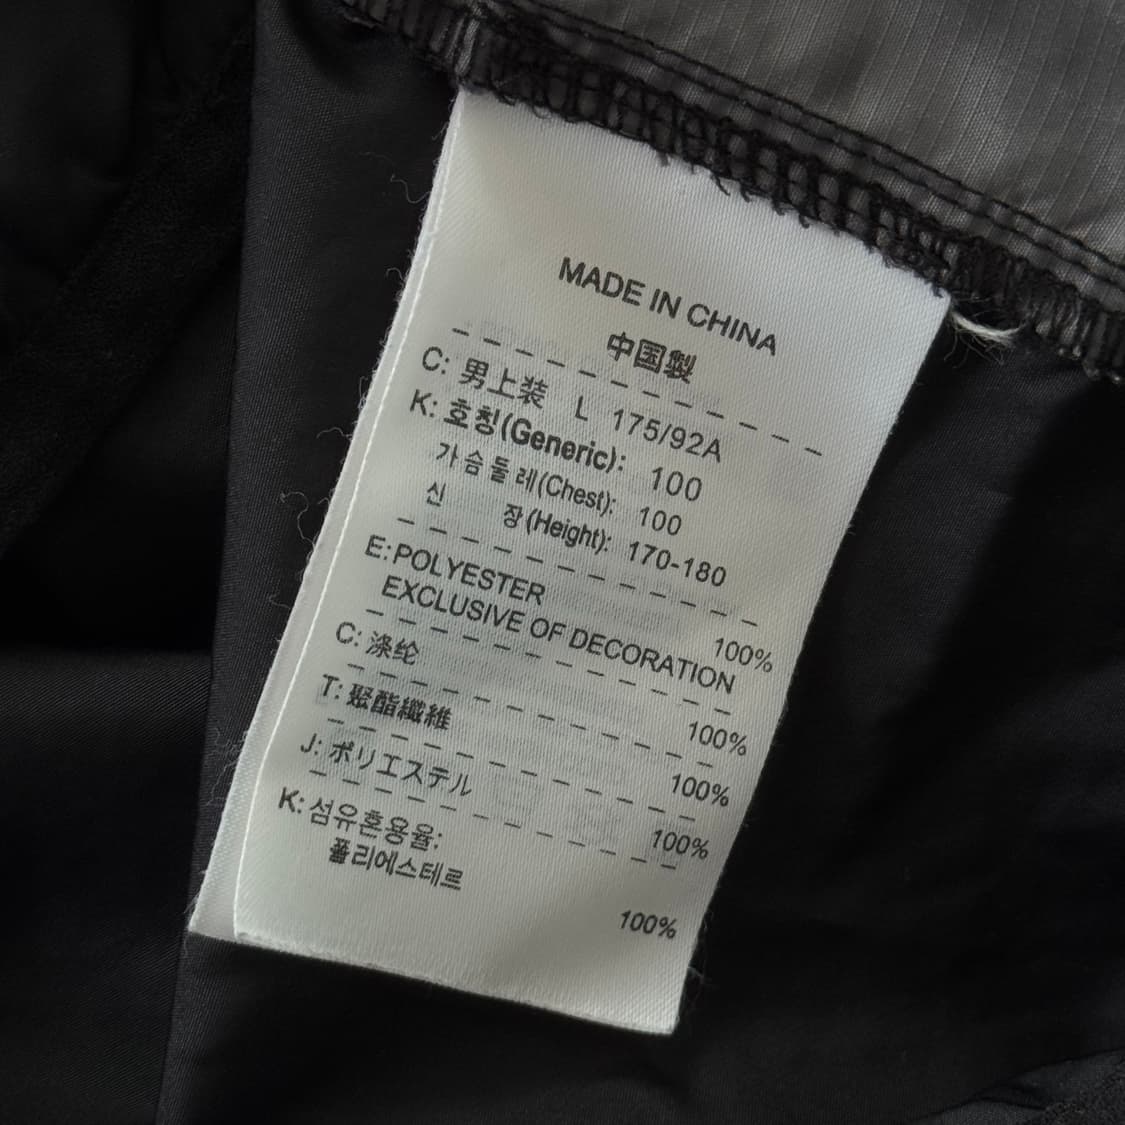 MADE IN CHINA
中国製
C: 男上装 L 175/92A
K: 호칭(Generic): 100
가슴둘레(Chest): 100
신 장(Height): 170-180
E:POLYESTER 100%
EXCLUSIVE OF DECORATION
C: 涤纶 100%
T: 聚酯纖維 100%
J: ポリエステル 100%
K: 섬유혼용율:
폴리에스테르 100%